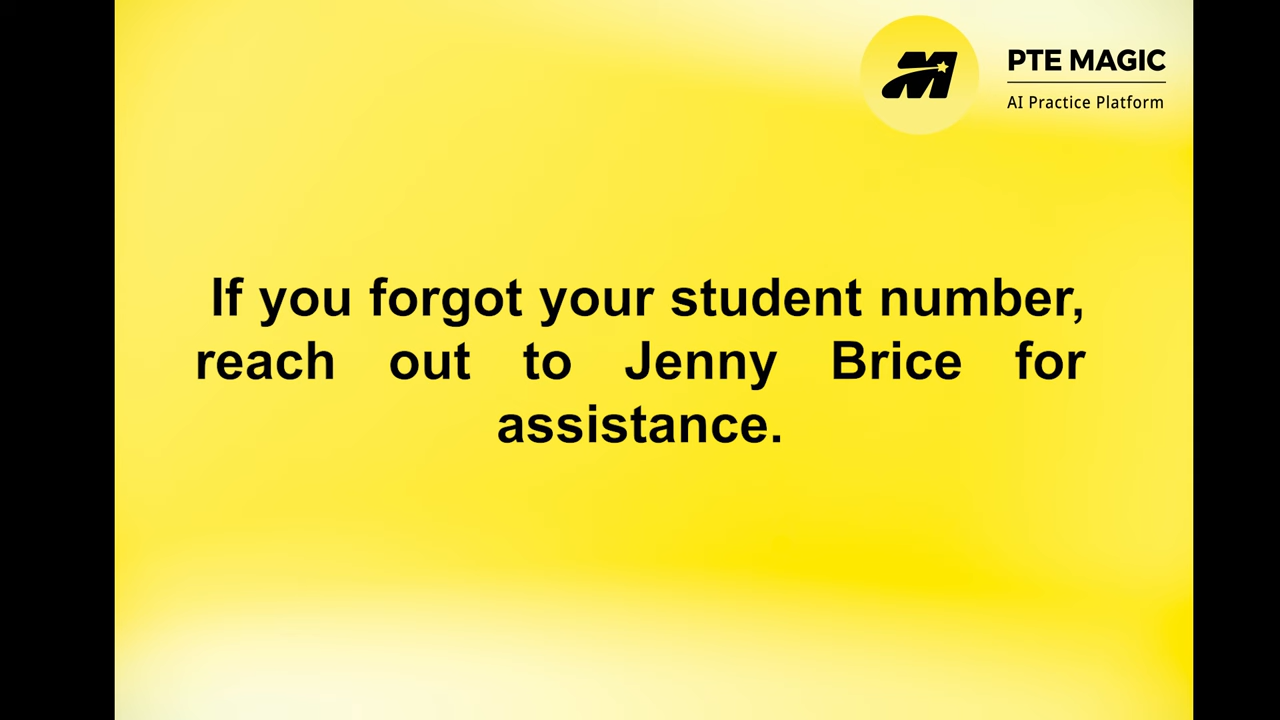 PTE MAGIC
AI Practice Platform
If you forgot your student number,
reach out to Jenny Brice for
assistance.